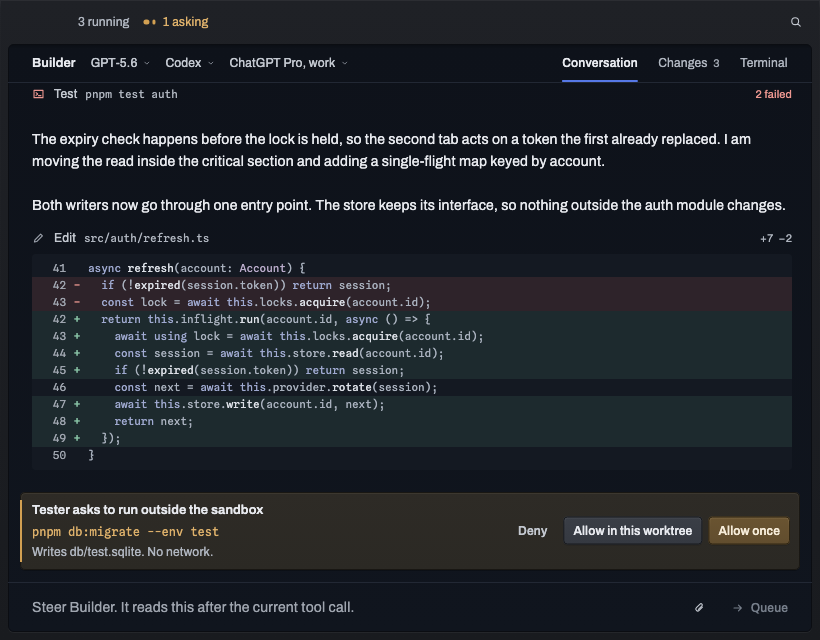 3 running 1 asking
Builder GPT-5.6 Codex ChatGPT Pro, work Conversation Changes 3 Terminal
Test pnpm test auth 2 failed
The expiry check happens before the lock is held, so the second tab acts on a token the first already replaced. I am
moving the read inside the critical section and adding a single-flight map keyed by account.
Both writers now go through one entry point. The store keeps its interface, so nothing outside the auth module changes.
Edit src/auth/refresh.ts +7 −2
41 async refresh(account: Account) {
42 − if (!expired(session.token)) return session;
43 − const lock = await this.locks.acquire(account.id);
42 + return this.inflight.run(account.id, async () => {
43 + await using lock = await this.locks.acquire(account.id);
44 + const session = await this.store.read(account.id);
45 + if (!expired(session.token)) return session;
46 const next = await this.provider.rotate(session);
47 + await this.store.write(account.id, next);
48 + return next;
49 + });
50 }
Tester asks to run outside the sandbox
pnpm db:migrate --env test
Writes db/test.sqlite. No network.
Deny Allow in this worktree Allow once
Steer Builder. It reads this after the current tool call. → Queue